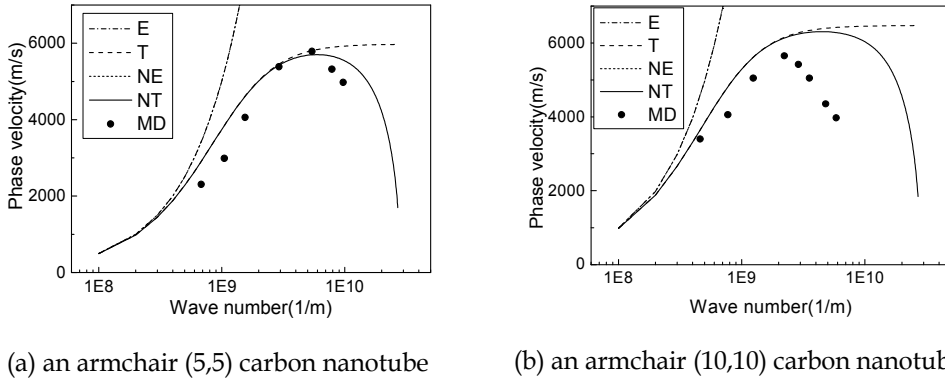 E
T
NE
NT
MD
6000
4000
2000
0
Phase velocity(m/s)
1E8
1E9
1E10
Wave number(1/m)
E
T
NE
NT
MD
6000
4000
2000
0
Phase velocity(m/s)
1E8
1E9
1E10
Wave number(1/m)
(a) an armchair (5,5) carbon nanotube
(b) an armchair (10,10) carbon nanotub